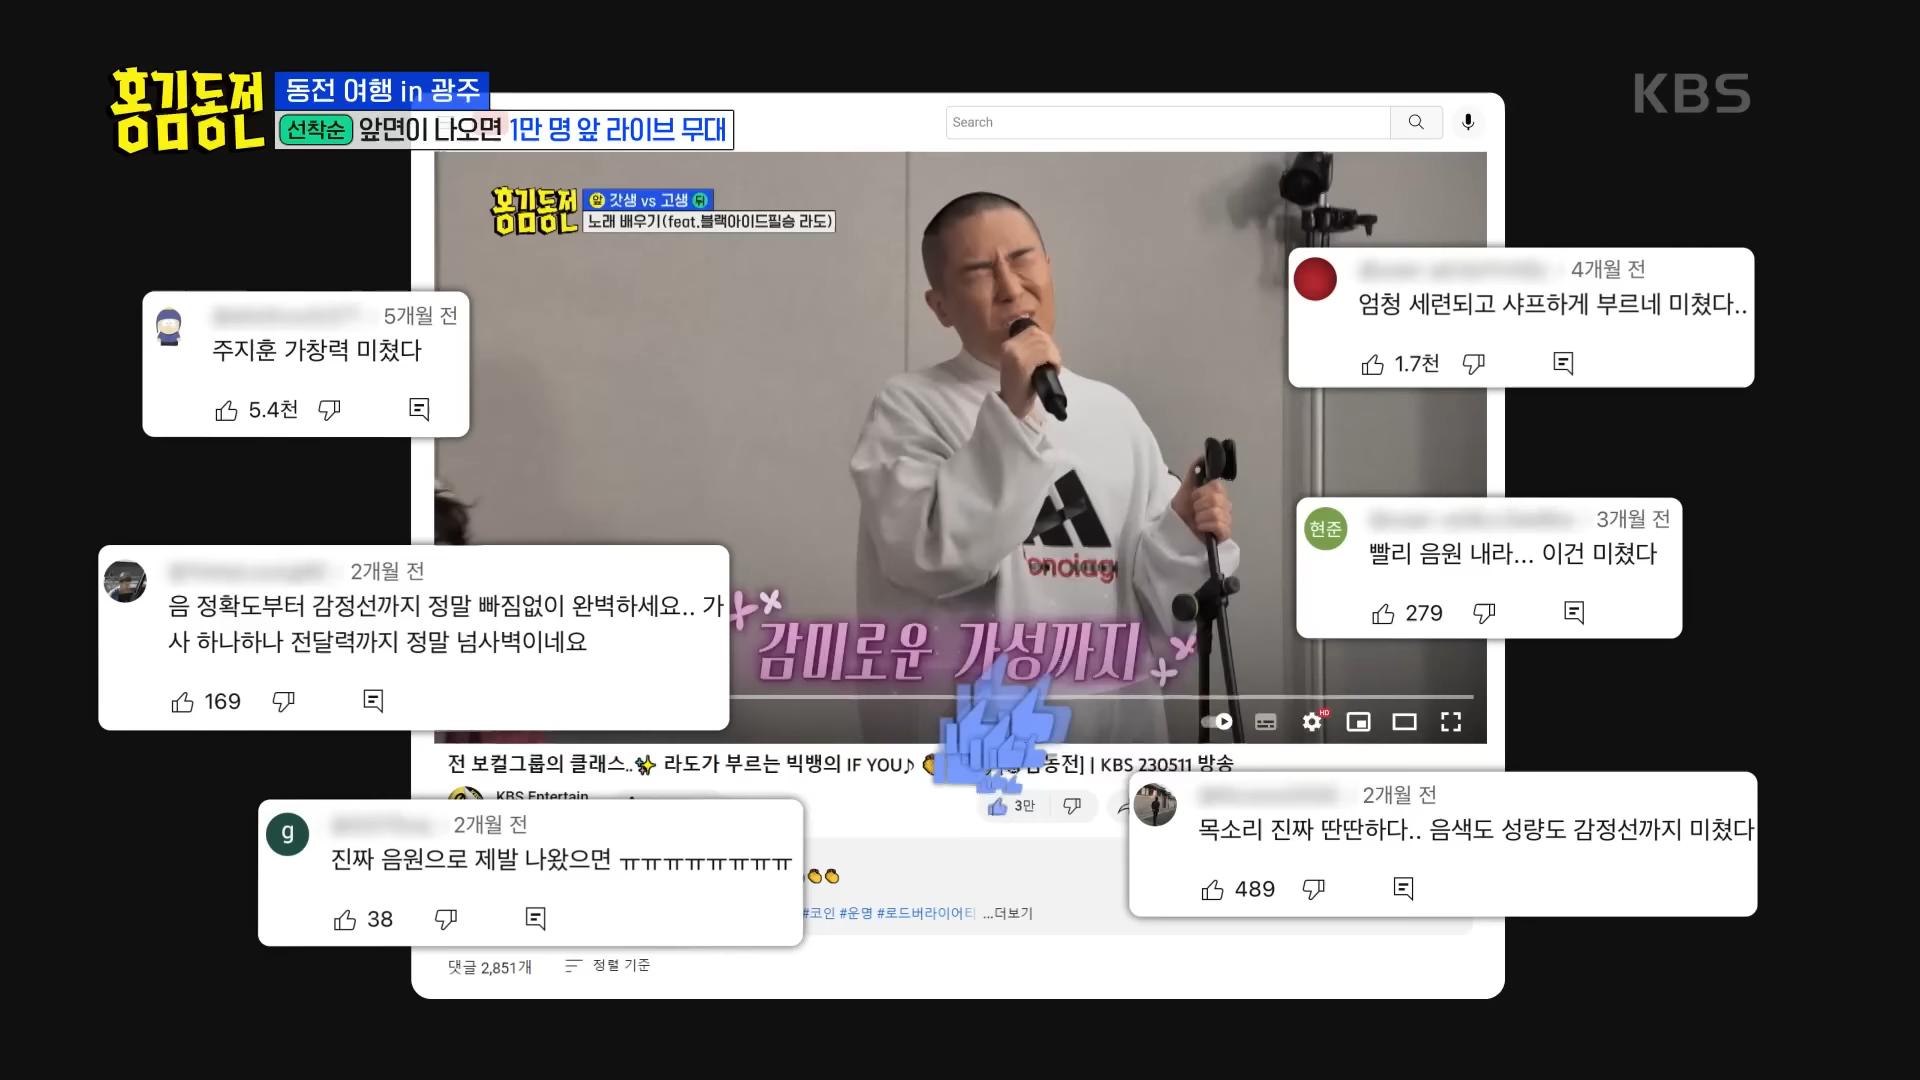 홍김동전
동전 여행 in 광주
선착순 앞면이 나오면 1만 명 앞 라이브 무대
KBS
Search
홍김동전
앞 갓생 vs 고생 뒤
노래 배우기(feat.블랙아이드필승 라도)
4개월 전
엄청 세련되고 샤프하게 부르네 미쳤다..
1.7천
5개월 전
주지훈 가창력 미쳤다
5.4천
현준
3개월 전
빨리 음원 내라... 이건 미쳤다
279
2개월 전
음 정확도부터 감정선까지 정말 빠짐없이 완벽하세요.. 가
사 하나하나 전달력까지 정말 넘사벽이네요
169
감미로운 가성까지
HD
전 보컬그룹의 클래스..✨ 라도가 부르는 빅뱅의 IF YOU♪ 동전] | KBS 230511 방송
KBS Entertain
3만
g
2개월 전
진짜 음원으로 제발 나왔으면 ㅠㅠㅠㅠㅠㅠㅠㅠ
38
2개월 전
목소리 진짜 딴딴하다.. 음색도 성량도 감정선까지 미쳤다
489
#코인 #운명 #로드버라이어티 ...더보기
댓글 2,851개 정렬 기준